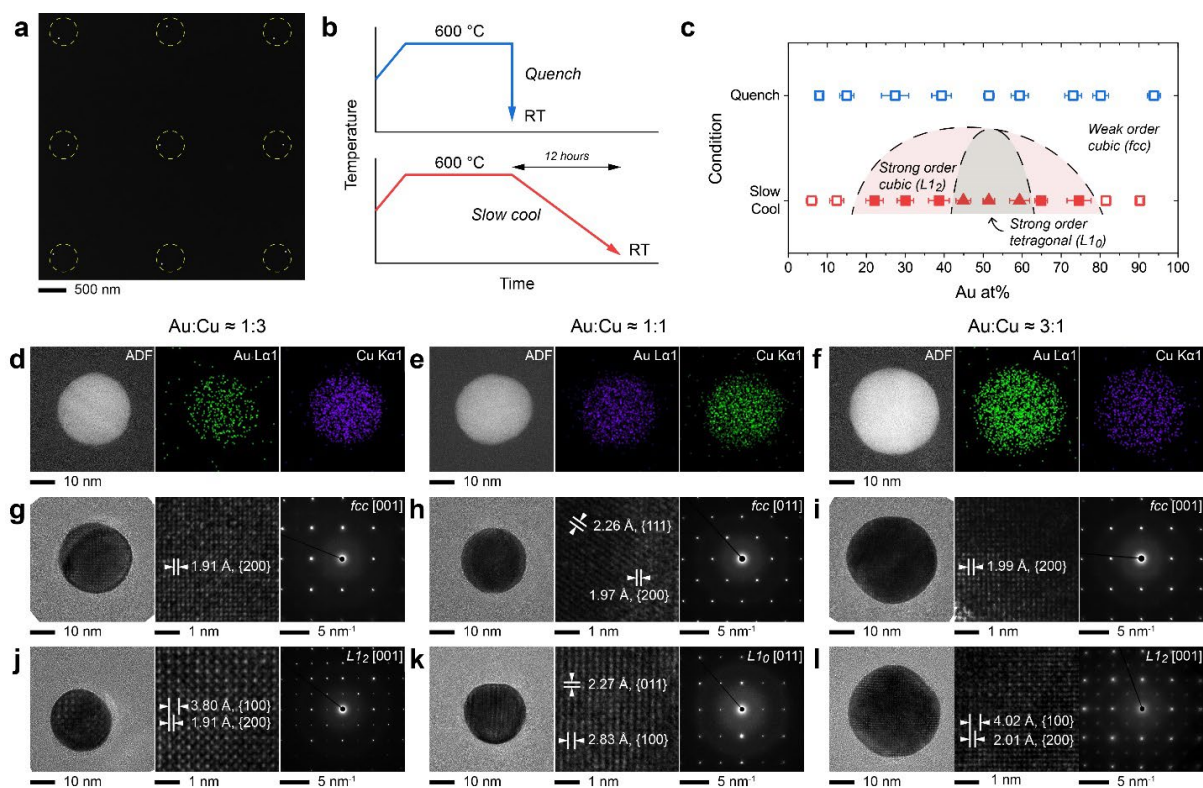 a
500 nm
b
600 °C
Quench
RT
600 °C
12 hours
Slow cool
RT
Temperature
Time
c
Quench
Condition
Weak order
cubic (fcc)
Strong order
cubic (L1₂)
Slow
Cool
Strong order
tetragonal (L1₀)
0 10 20 30 40 50 60 70 80 90 100
Au at%
Au:Cu ≈ 1:3
Au:Cu ≈ 1:1
Au:Cu ≈ 3:1
d
ADF
Au Lα1
Cu Kα1
10 nm
e
ADF
Au Lα1
Cu Kα1
10 nm
f
ADF
Au Lα1
Cu Kα1
10 nm
g
1.91 Å, {200}
fcc [001]
10 nm
1 nm
5 nm⁻¹
h
2.26 Å, {111}
1.97 Å, {200}
fcc [011]
10 nm
1 nm
5 nm⁻¹
i
1.99 Å, {200}
fcc [001]
10 nm
1 nm
5 nm⁻¹
j
3.80 Å, {100}
1.91 Å, {200}
L1₂ [001]
10 nm
1 nm
5 nm⁻¹
k
2.27 Å, {011}
2.83 Å, {100}
L1₀ [011]
10 nm
1 nm
5 nm⁻¹
l
4.02 Å, {100}
2.01 Å, {200}
L1₂ [001]
10 nm
1 nm
5 nm⁻¹